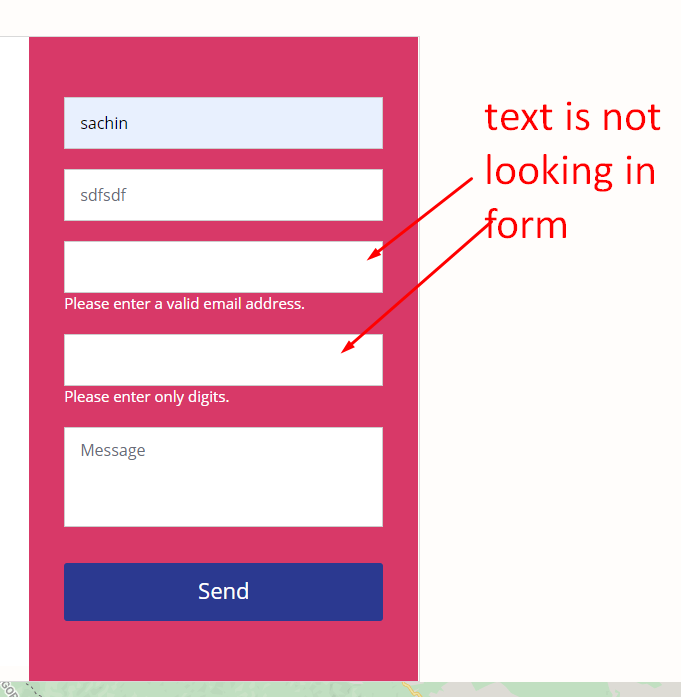 sachin
sdfsdf
Please enter a valid email address.
Please enter only digits.
Message
Send
text is not
looking in
form